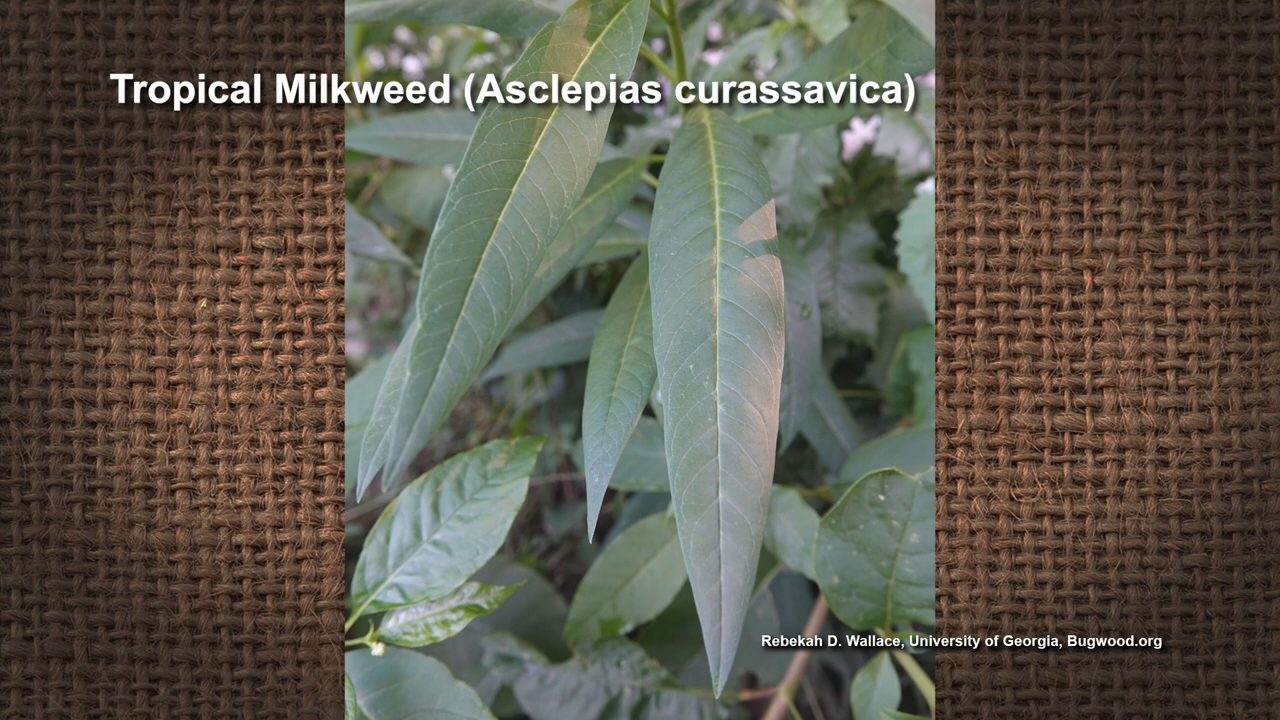 Tropical Milkweed (Asclepias curassavica)
Rebekah D. Wallace, University of Georgia, Bugwood.org